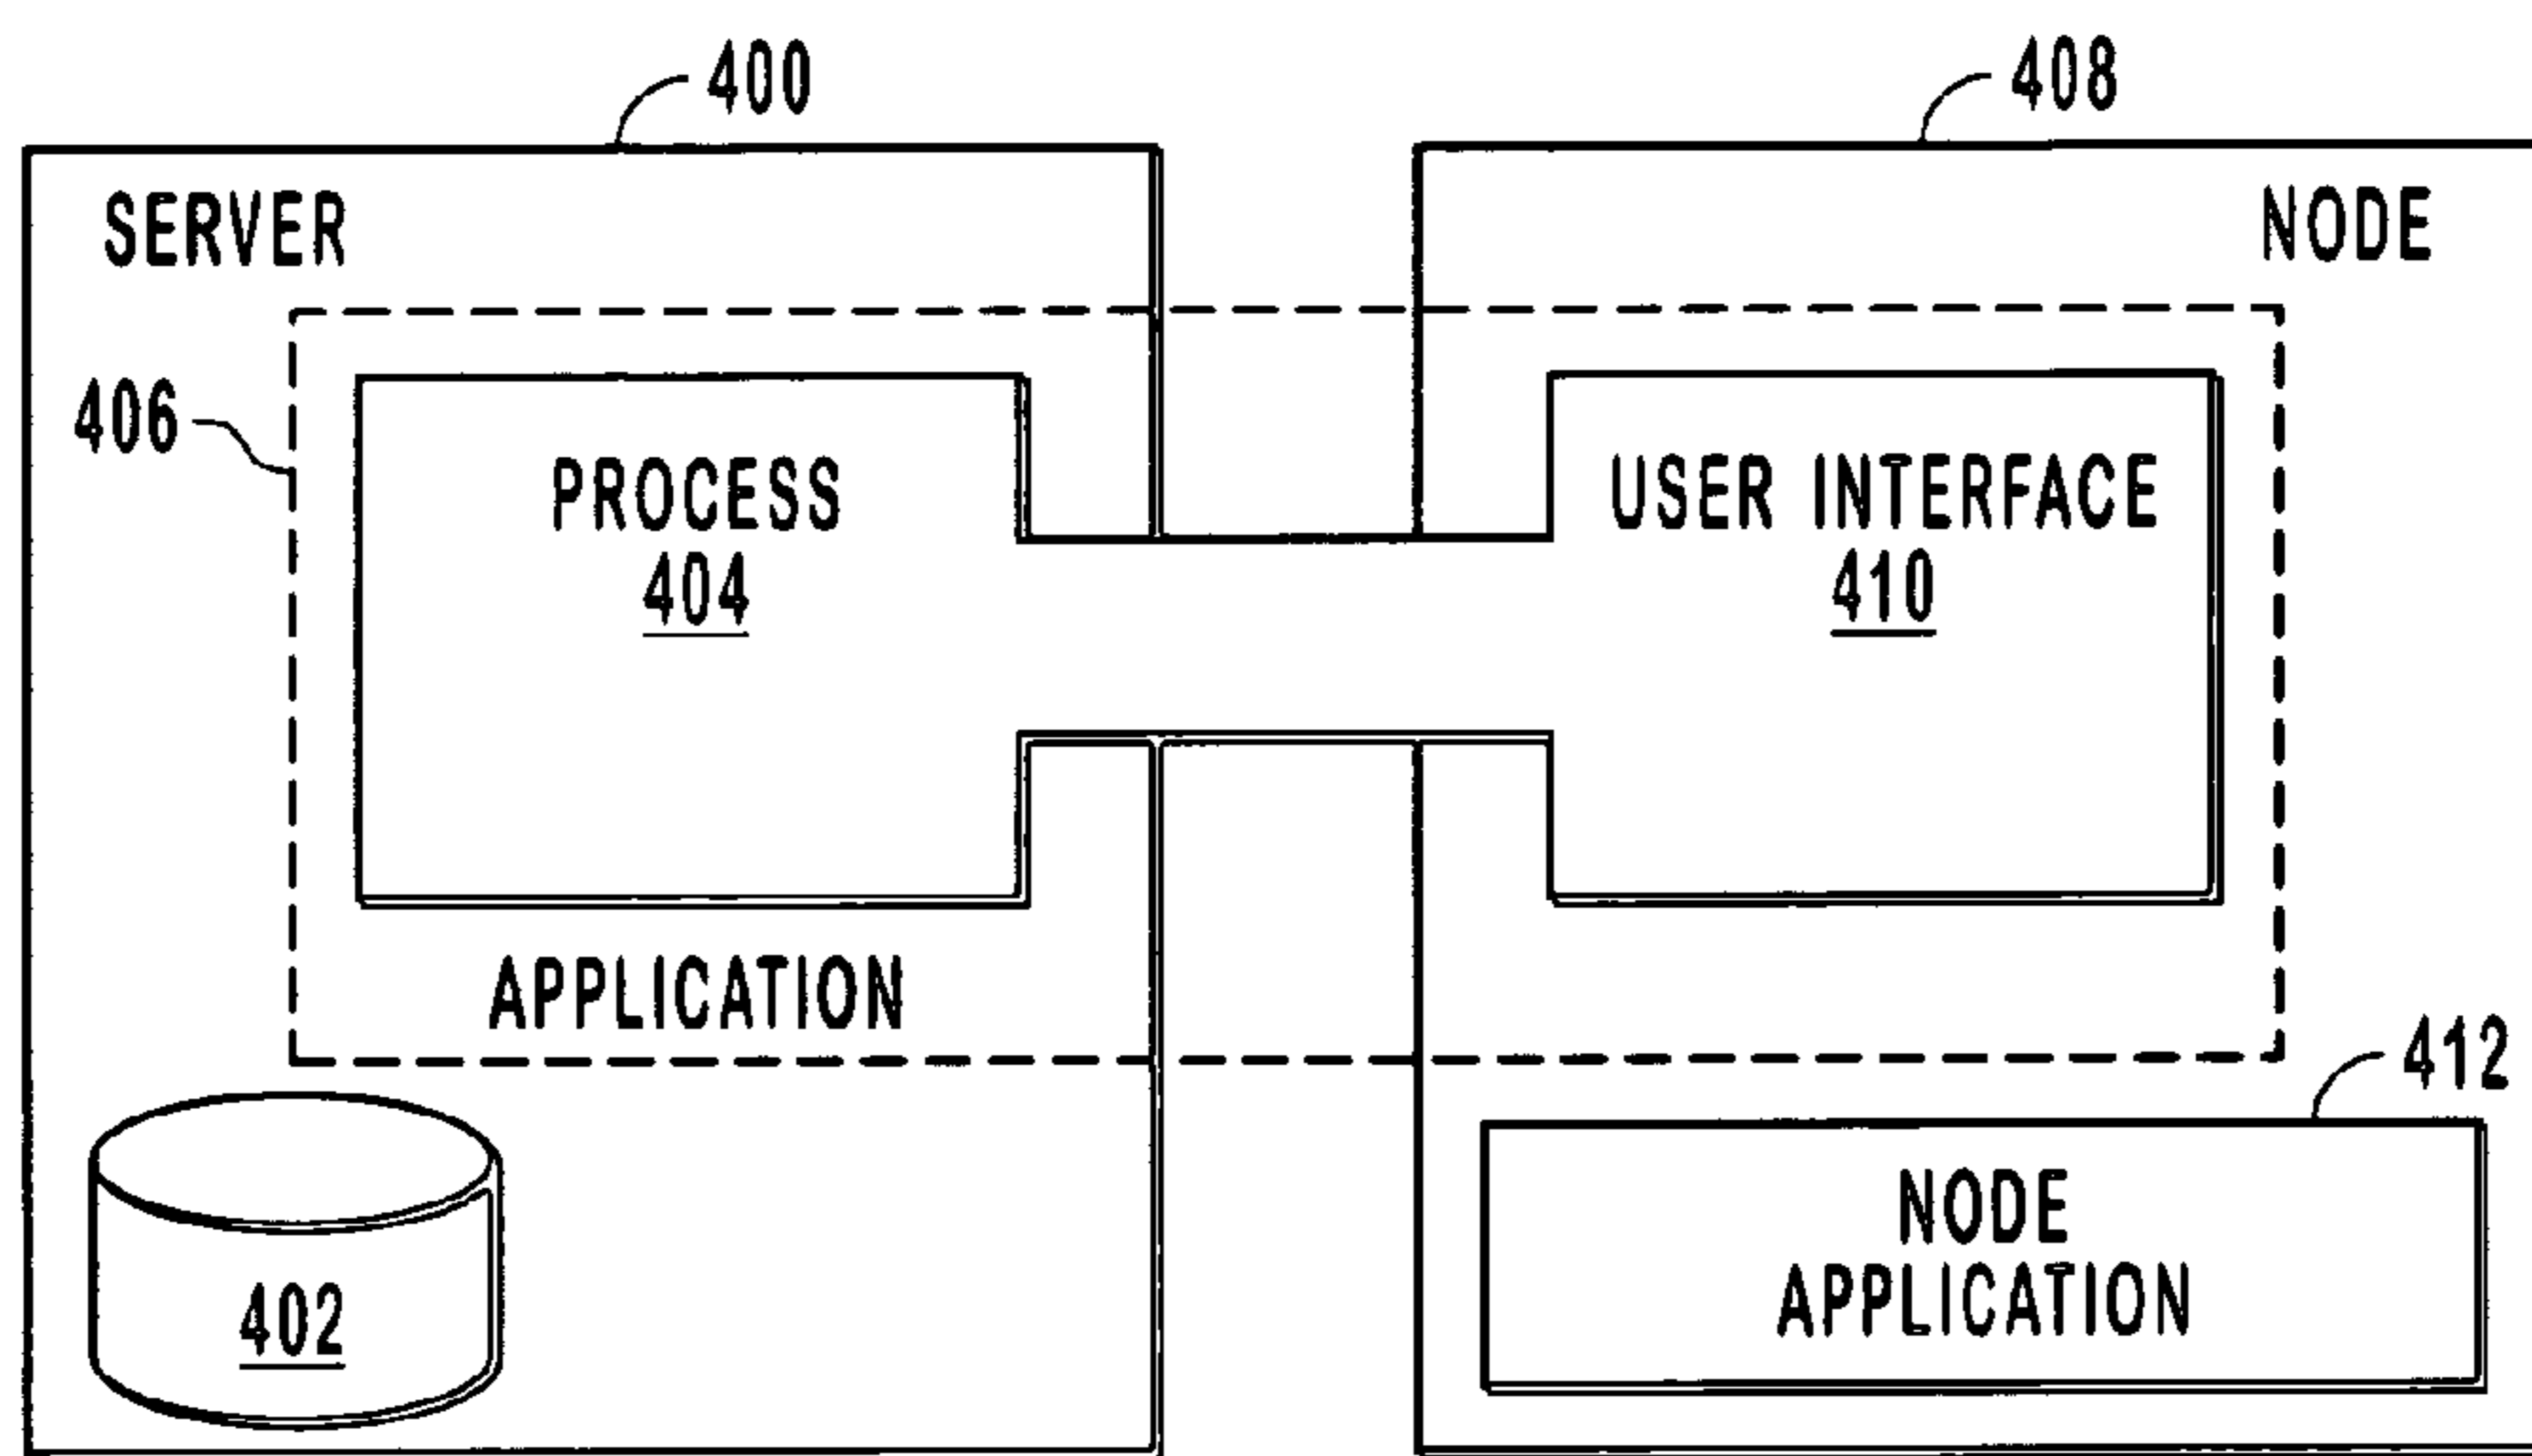 400
408
SERVER
NODE
406
PROCESS
404
USER INTERFACE
410
APPLICATION
412
NODE
APPLICATION
402